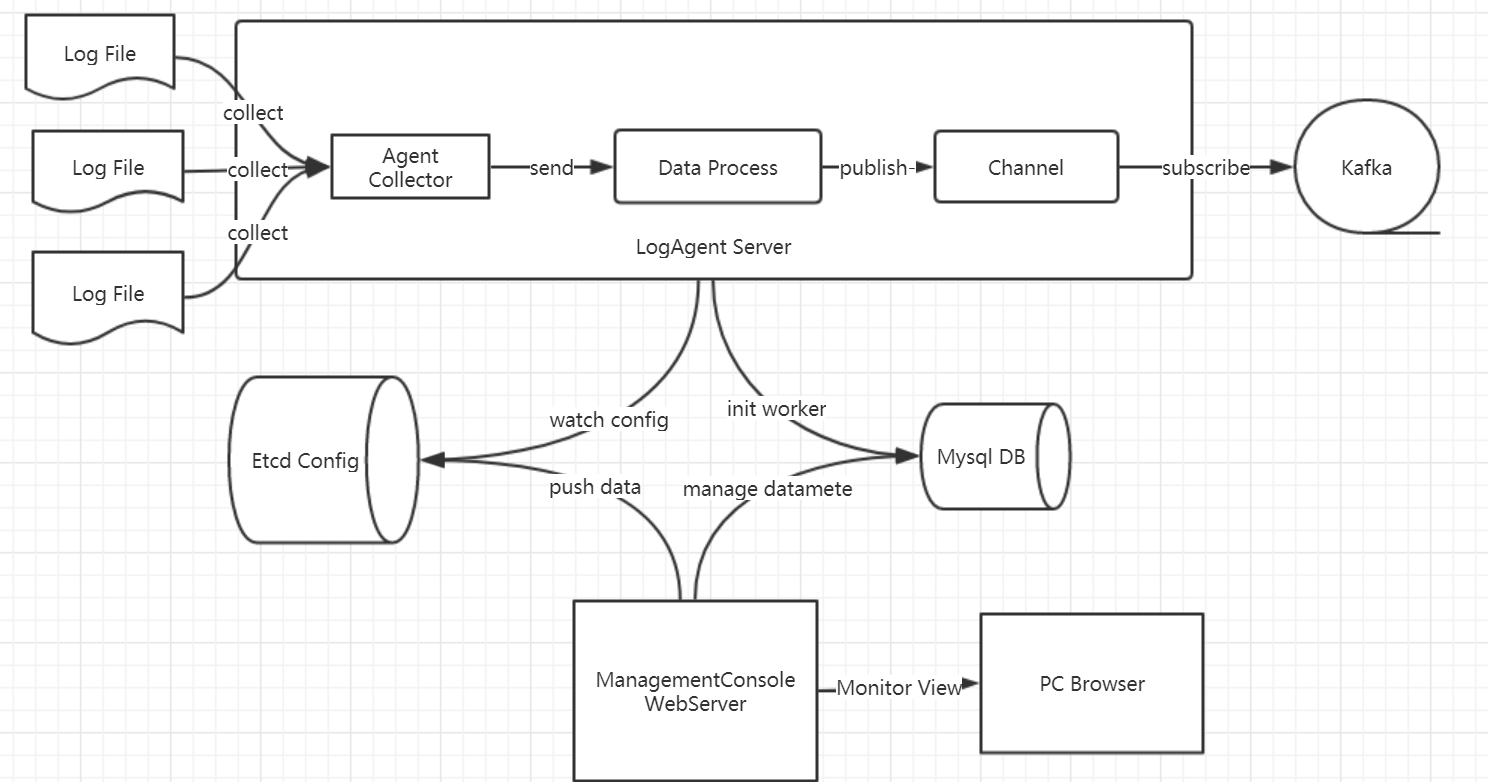 Log File
collect
Log File
collect
Agent
Collector
send
Data Process
publish
Channel
subscribe
Kafka
collect
LogAgent Server
Log File
watch config
init worker
Etcd Config
Mysql DB
push data
manage datamete
ManagementConsole
WebServer
Monitor View
PC Browser